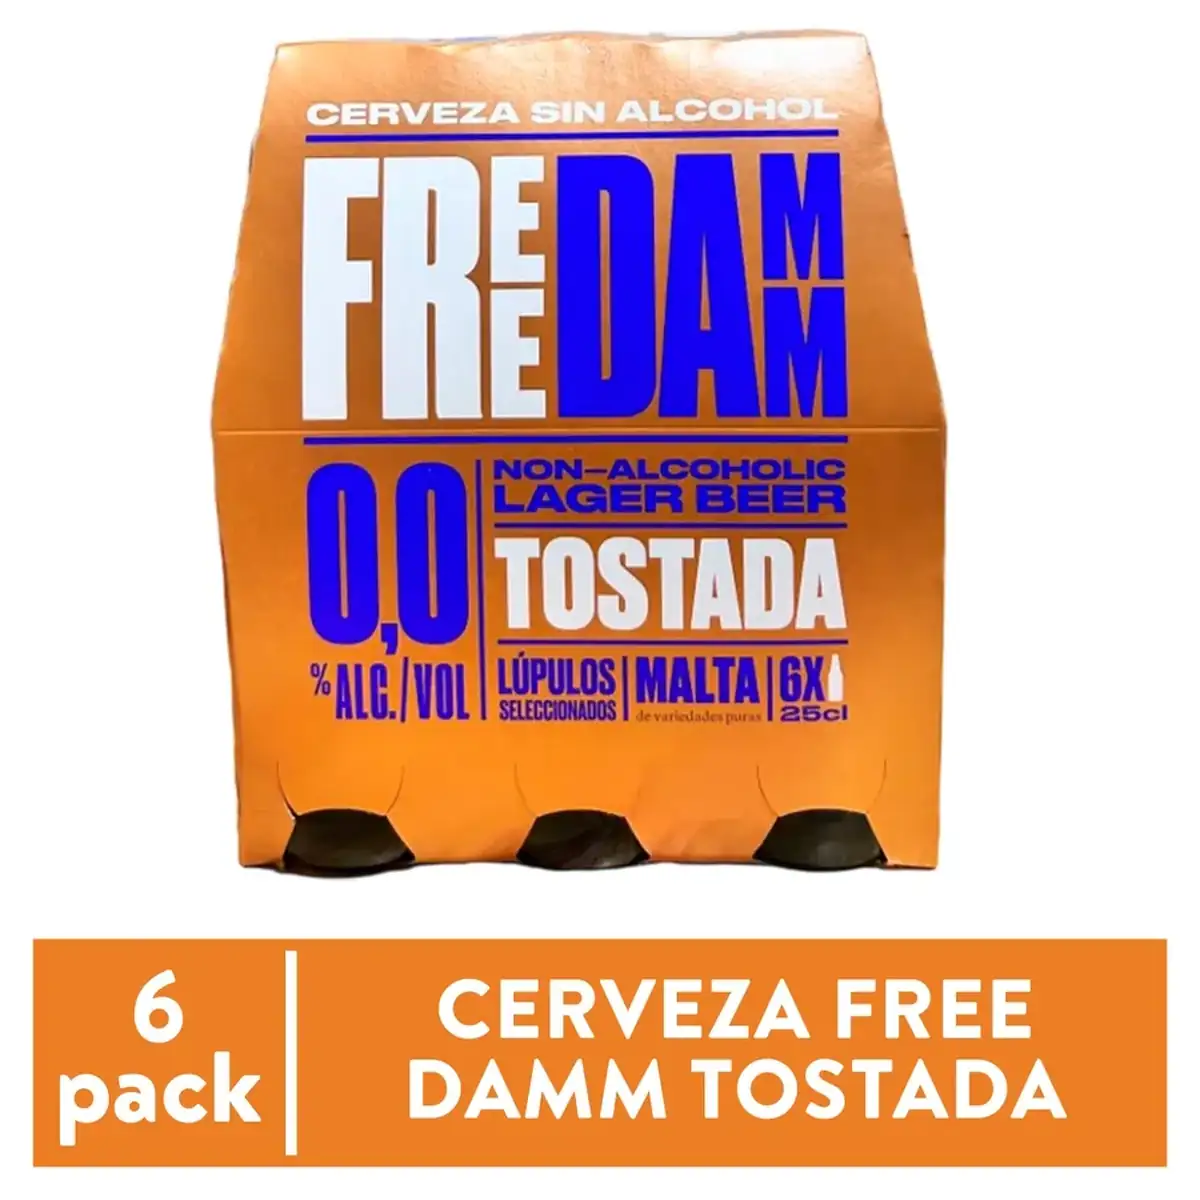 CERVEZA SIN ALCOHOL
FREE DAMM
0,0
% ALC./VOL
NON-ALCOHOLIC
LAGER BEER
TOSTADA
LÚPULOS
SELECCIONADOS
MALTA
de variedades puras
6X
25cl
6
pack
CERVEZA FREE
DAMM TOSTADA